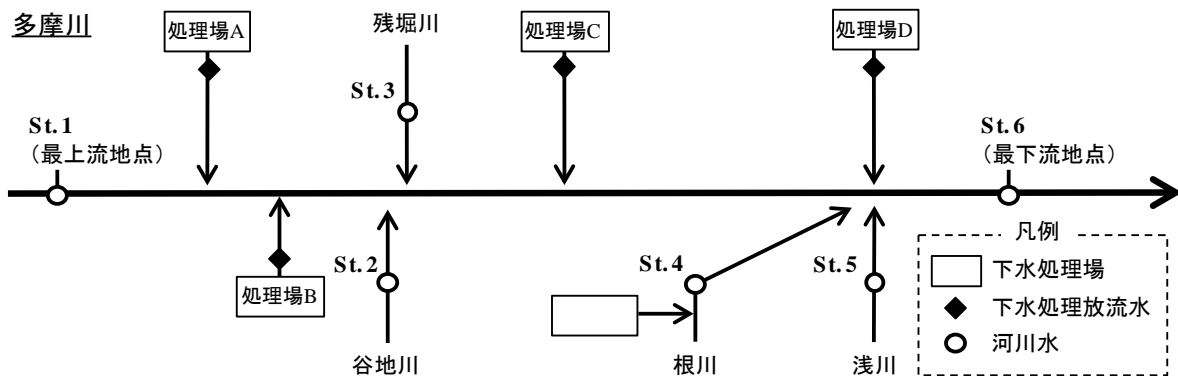 多摩川
処理場A
残堀川
処理場C
処理場D
St.3
St.1
（最上流地点）
St.6
（最下流地点）
St.2
処理場B
谷地川
St.4
根川
St.5
浅川
凡例
下水処理場
下水処理放流水
河川水